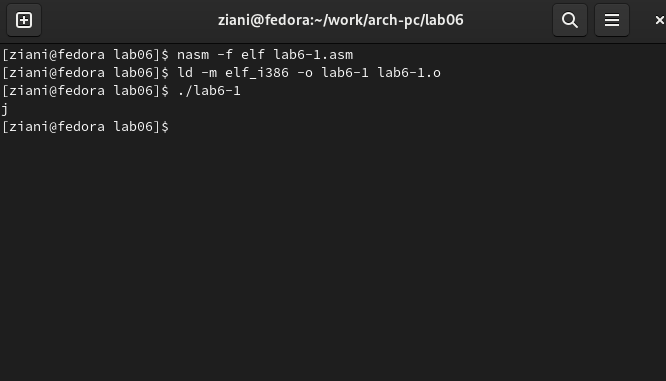 ziani@fedora:~/work/arch-pc/lab06
[ziani@fedora lab06]$ nasm -f elf lab6-1.asm
[ziani@fedora lab06]$ ld -m elf_i386 -o lab6-1 lab6-1.o
[ziani@fedora lab06]$ ./lab6-1
j
[ziani@fedora lab06]$